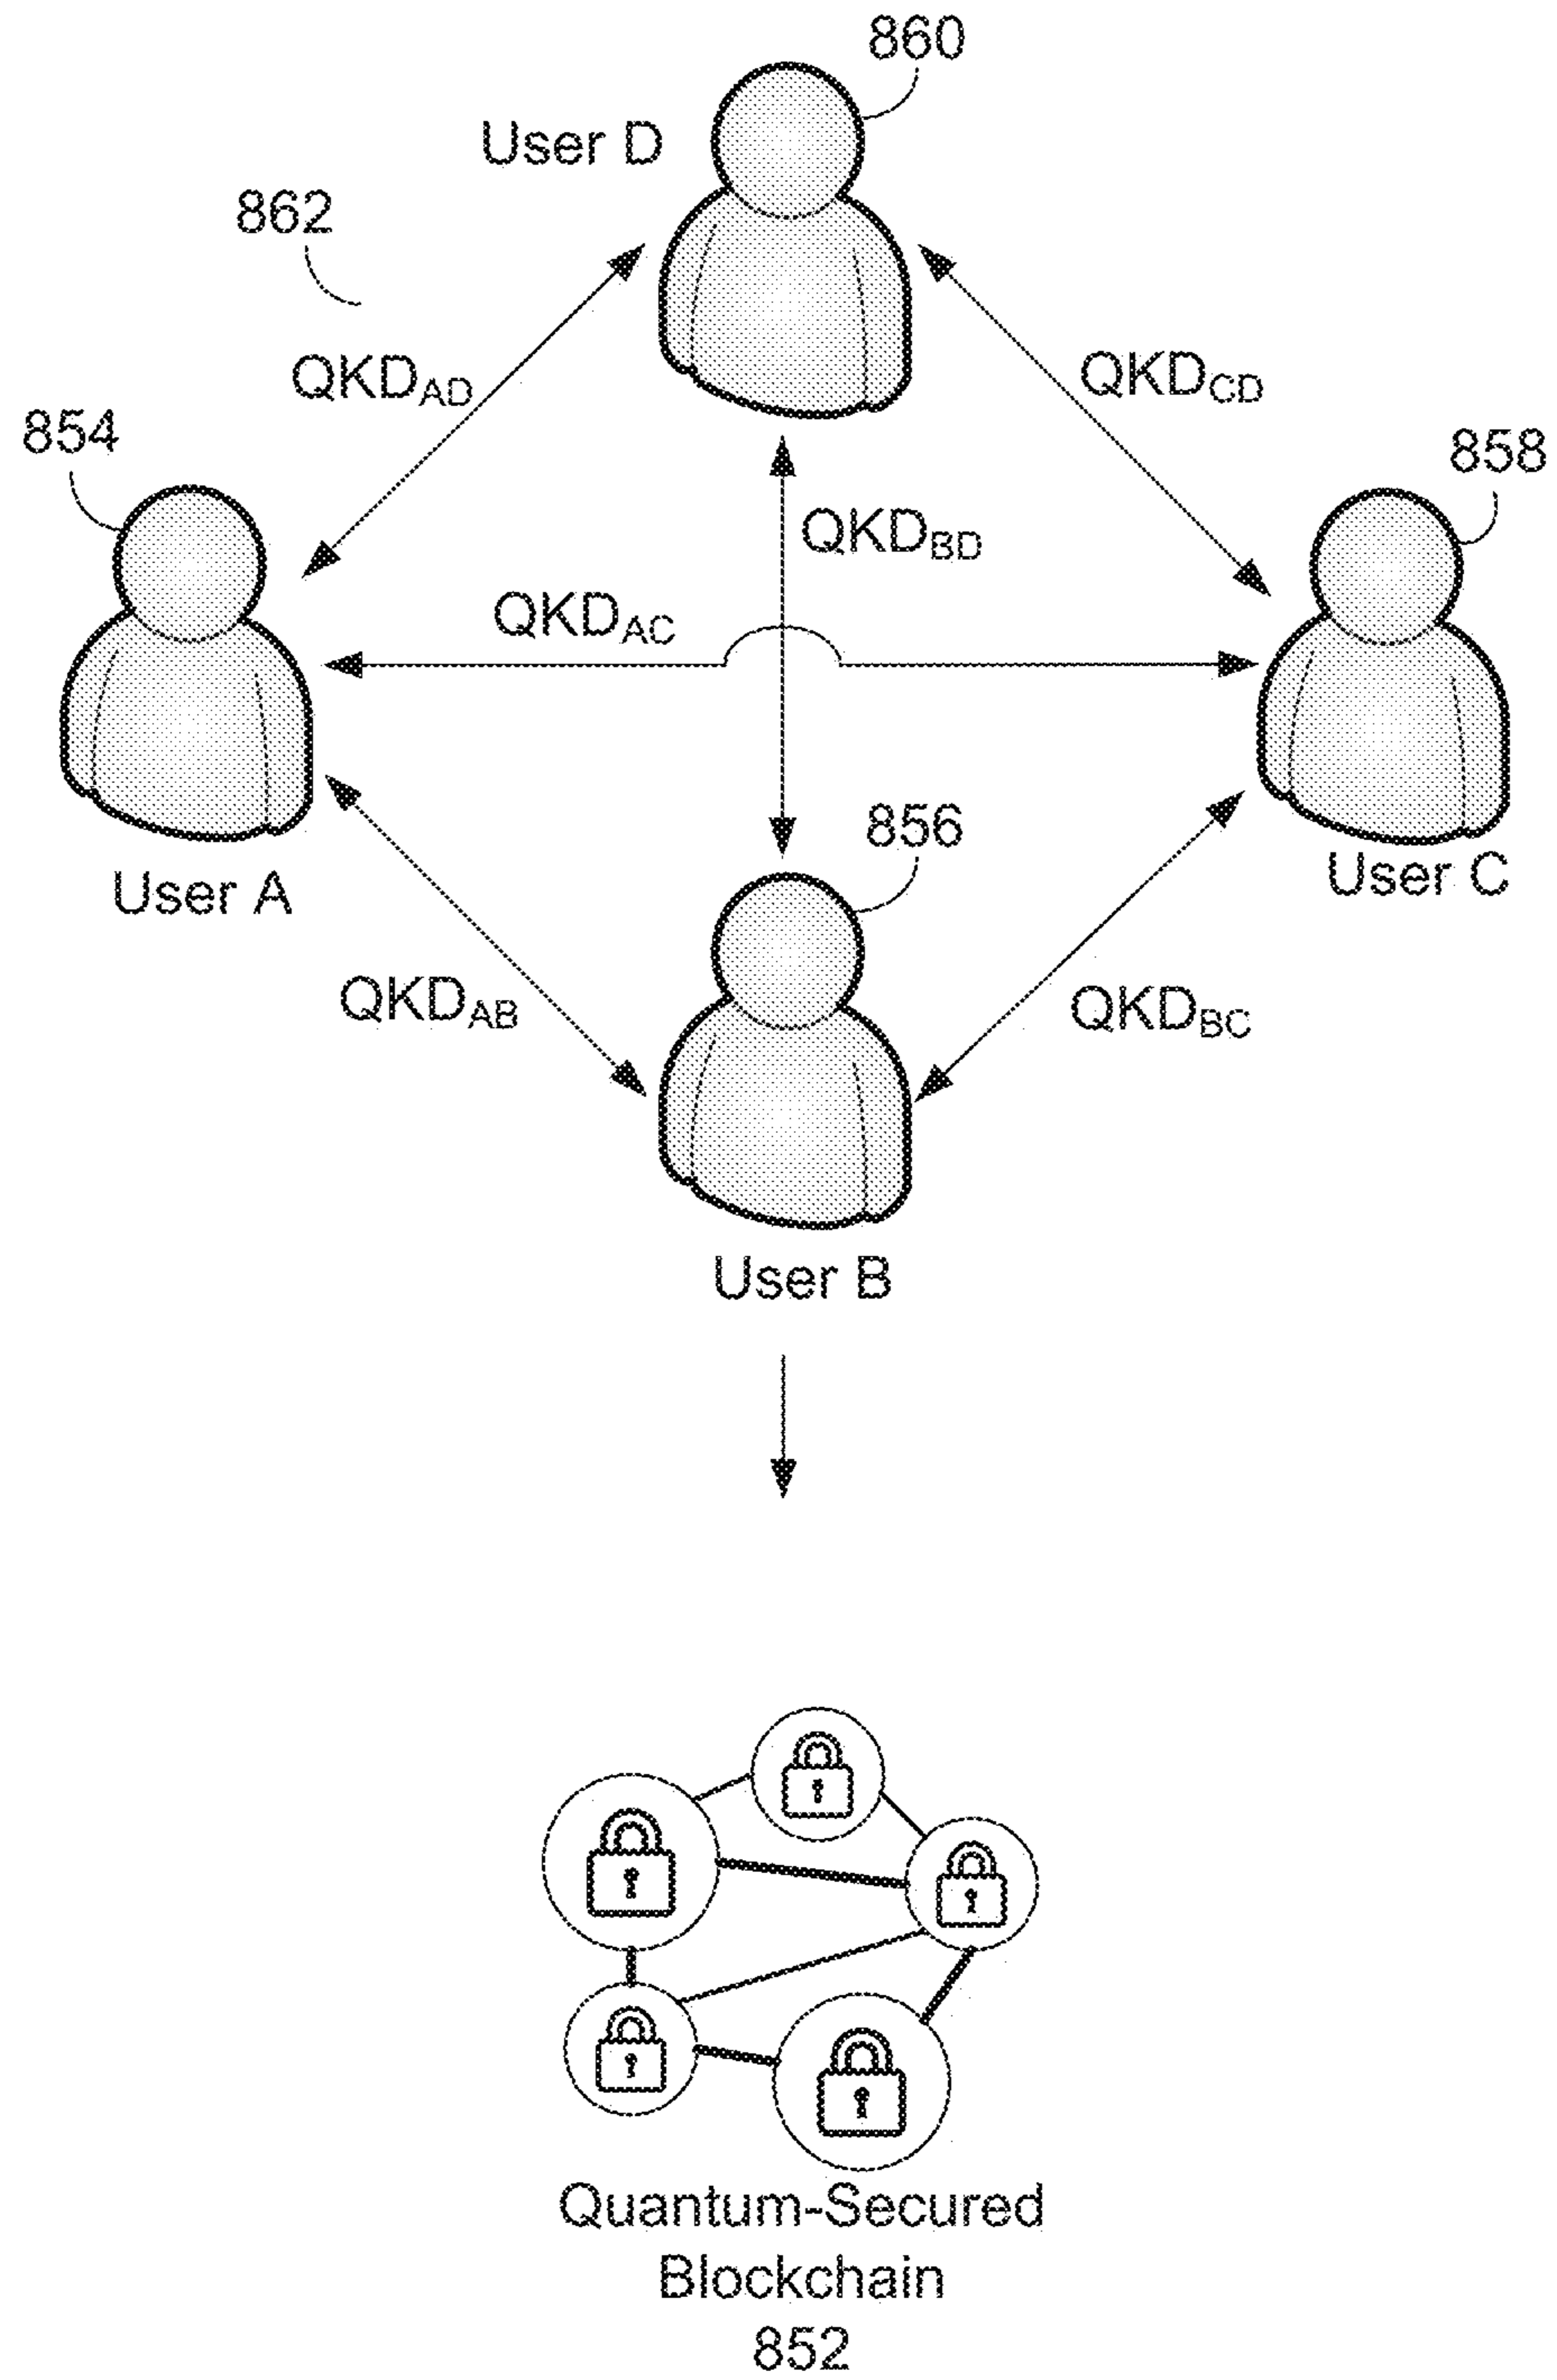 860
User D
862
QKDAD
QKDCD
854
858
QKDBD
QKDAC
856
User A
User C
QKDAB
QKDBC
User B
Quantum-Secured
Blockchain
852